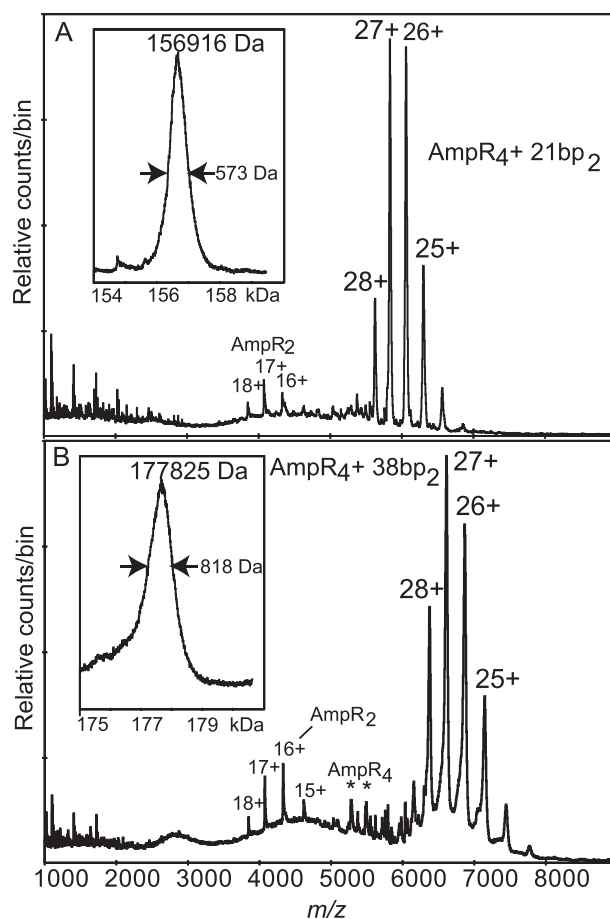 A
156916 Da
573 Da
154 156 158 kDa
27+ 26+
AmpR4+ 21bp2
25+
28+
AmpR2
17+
18+ 16+
Relative counts/bin
B
177825 Da
AmpR4+ 38bp2
27+
26+
818 Da
28+
25+
175 177 179 kDa
AmpR2
16+
17+
AmpR4
15+
* *
18+
Relative counts/bin
1000 2000 3000 4000 5000 6000 7000 8000
m/z